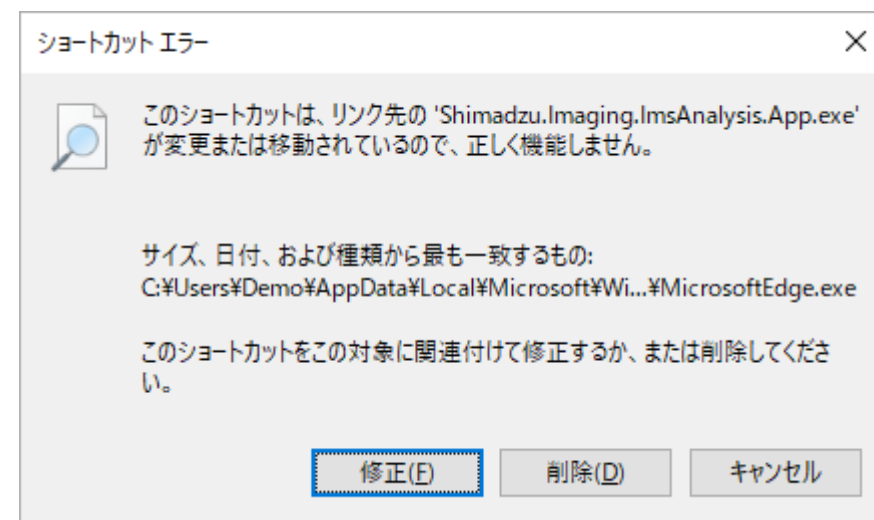 ショートカット エラー
このショートカットは、リンク先の 'Shimadzu.Imaging.ImsAnalysis.App.exe'
が変更または移動されているので、正しく機能しません。
サイズ、日付、および種類から最も一致するもの:
C:¥Users¥Demo¥AppData¥Local¥Microsoft¥Wi...¥MicrosoftEdge.exe
このショートカットをこの対象に関連付けて修正するか、または削除してくださ
い。
修正(F) 削除(D) キャンセル